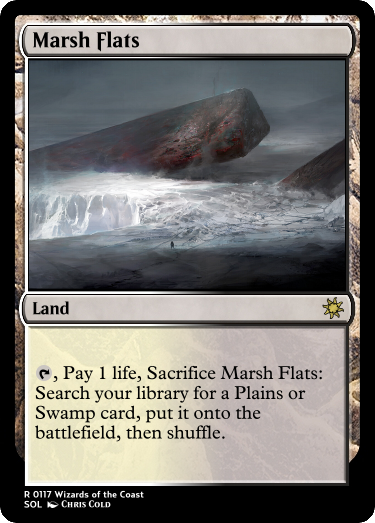 Marsh Flats
Land
, Pay 1 life, Sacrifice Marsh Flats:
Search your library for a Plains or
Swamp card, put it onto the
battlefield, then shuffle.
R 0117 Wizards of the Coast
SOL Chris Cold